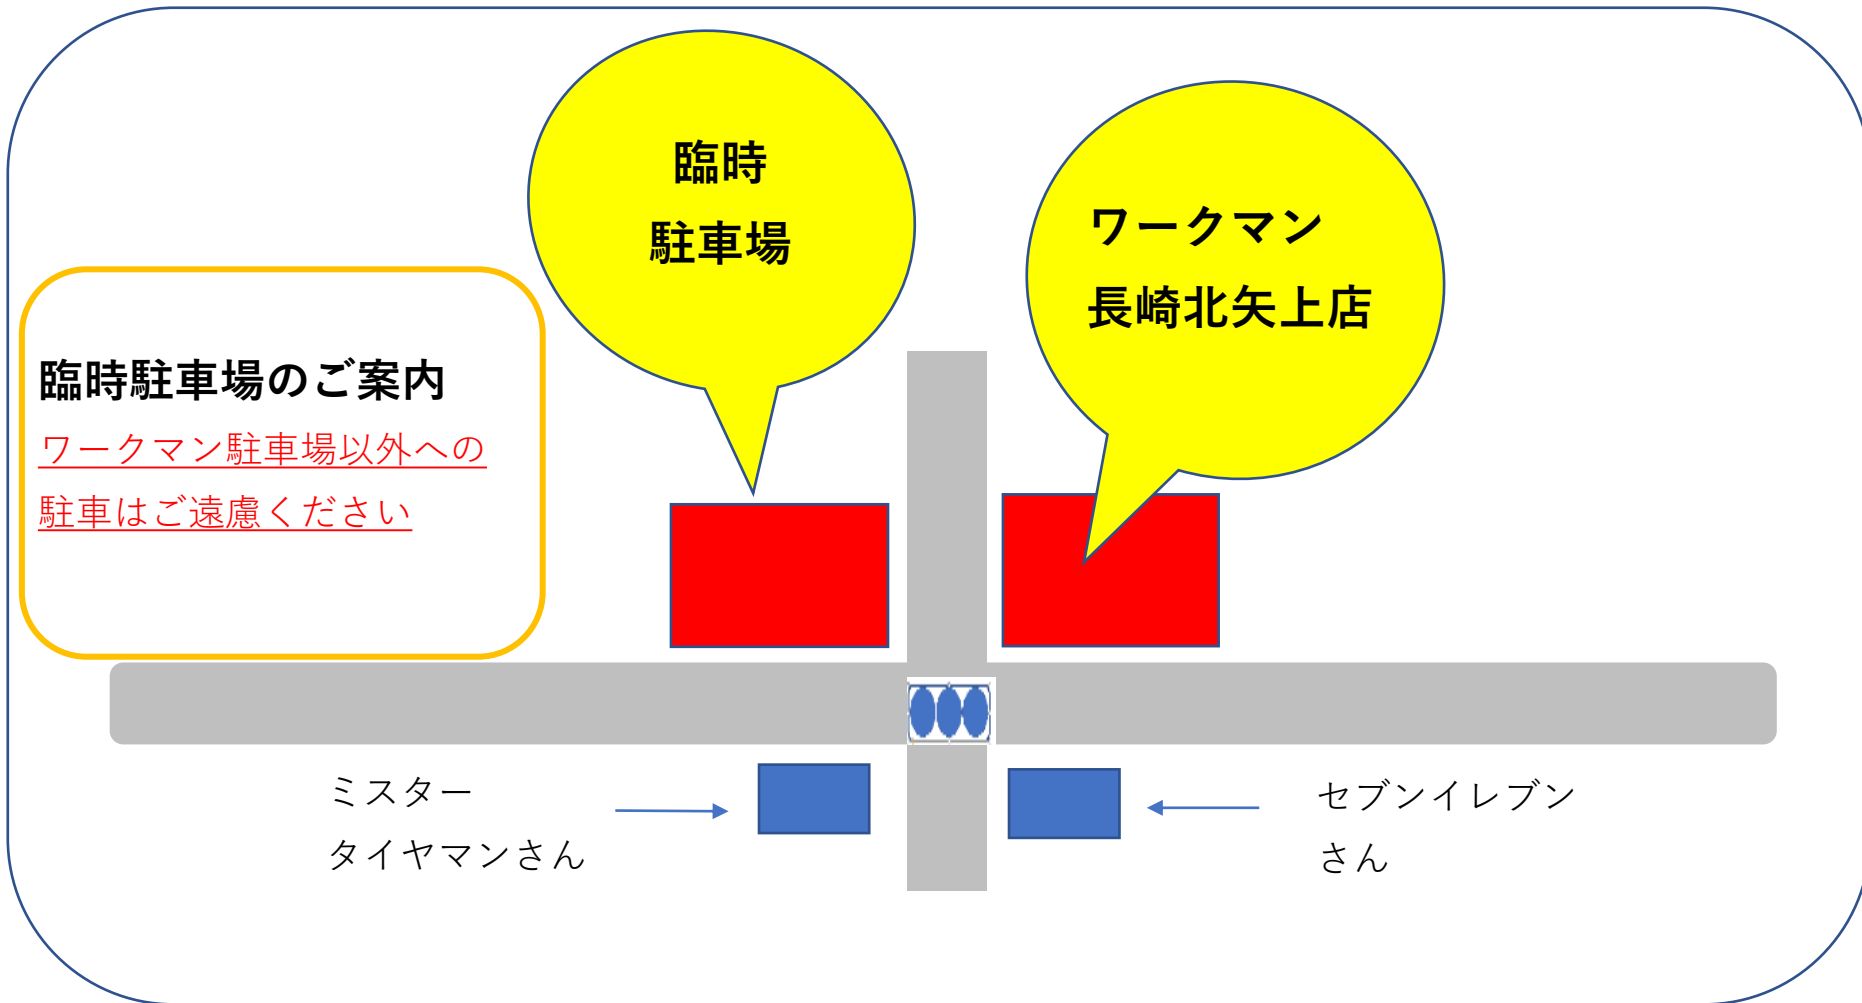 臨時
駐車場
ワークマン
長崎北矢上店
臨時駐車場のご案内
ワークマン駐車場以外への
駐車はご遠慮ください
ミスター
タイヤマンさん
セブンイレブン
さん